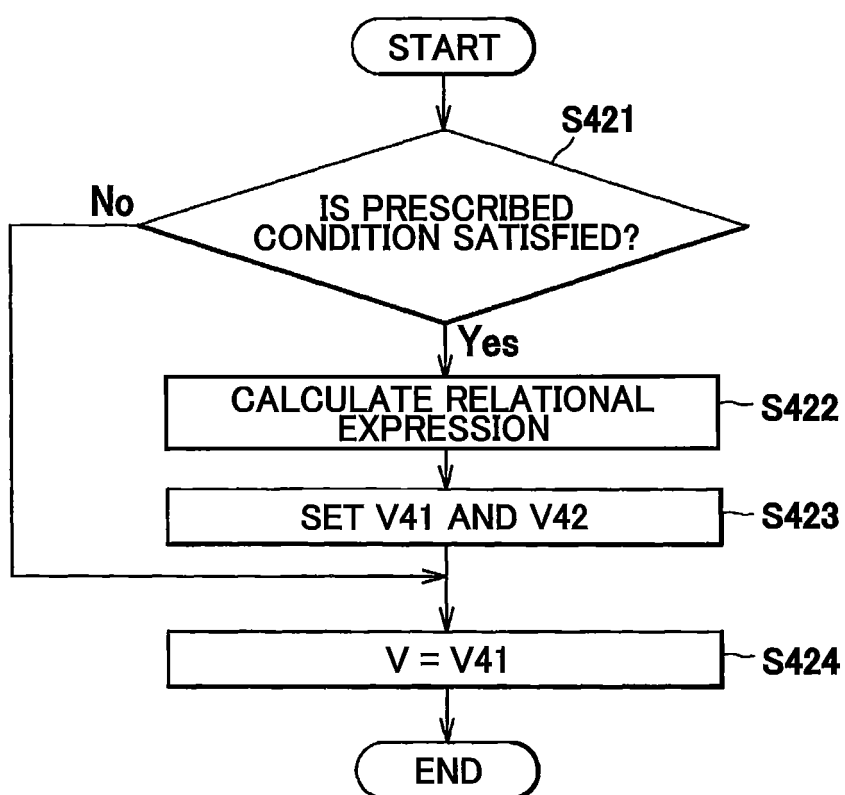 START
S421
No
IS PRESCRIBED
CONDITION SATISFIED?
Yes
CALCULATE RELATIONAL
EXPRESSION
S422
SET V41 AND V42
S423
V = V41
S424
END